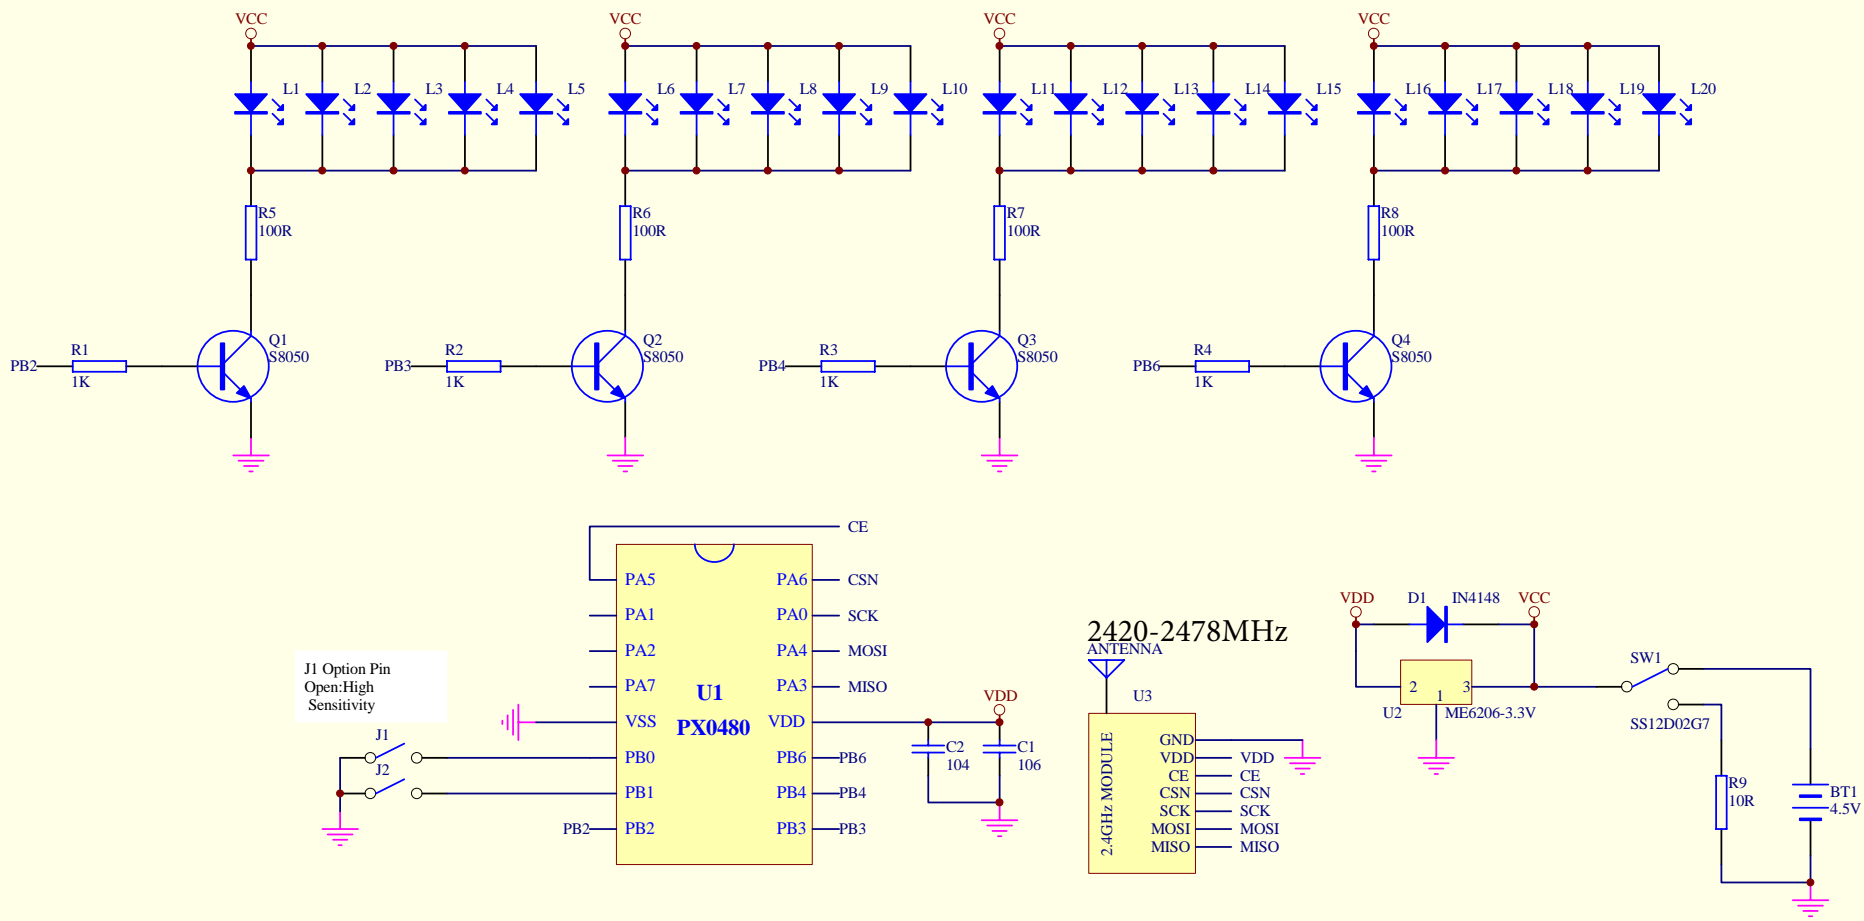 VCC VCC VCC VCC
L1 L2 L3 L4 L5 L6 L7 L8 L9 L10 L11 L12 L13 L14 L15 L16 L17 L18 L19 L20
R5 R6 R7 R8
100R 100R 100R 100R
Q1 Q2 Q3 Q4
S8050 S8050 S8050 S8050
R1 R2 R3 R4
PB2 PB3 PB4 PB6
1K 1K 1K 1K
CE
PA5 PA6 CSN
PA1 PA0 SCK
PA2 PA4 MOSI
PA7 PA3 MISO
VSS VDD
PB0 PB6 PB6
PB1 PB4 PB4
PB2 PB2 PB3 PB3
U1
PX0480
J1 Option Pin
Open:High
Sensitivity
J1
J2
VDD
C2
104
C1
106
2420-2478MHz
ANTENNA
U3
2.4GHz MODULE
GND
VDD VDD
CE CE
CSN CSN
SCK SCK
MOSI MOSI
MISO MISO
VDD D1 IN4148 VCC
2 1 3
U2 ME6206-3.3V
SW1
SS12D02G7
R9
10R
BT1
4.5V